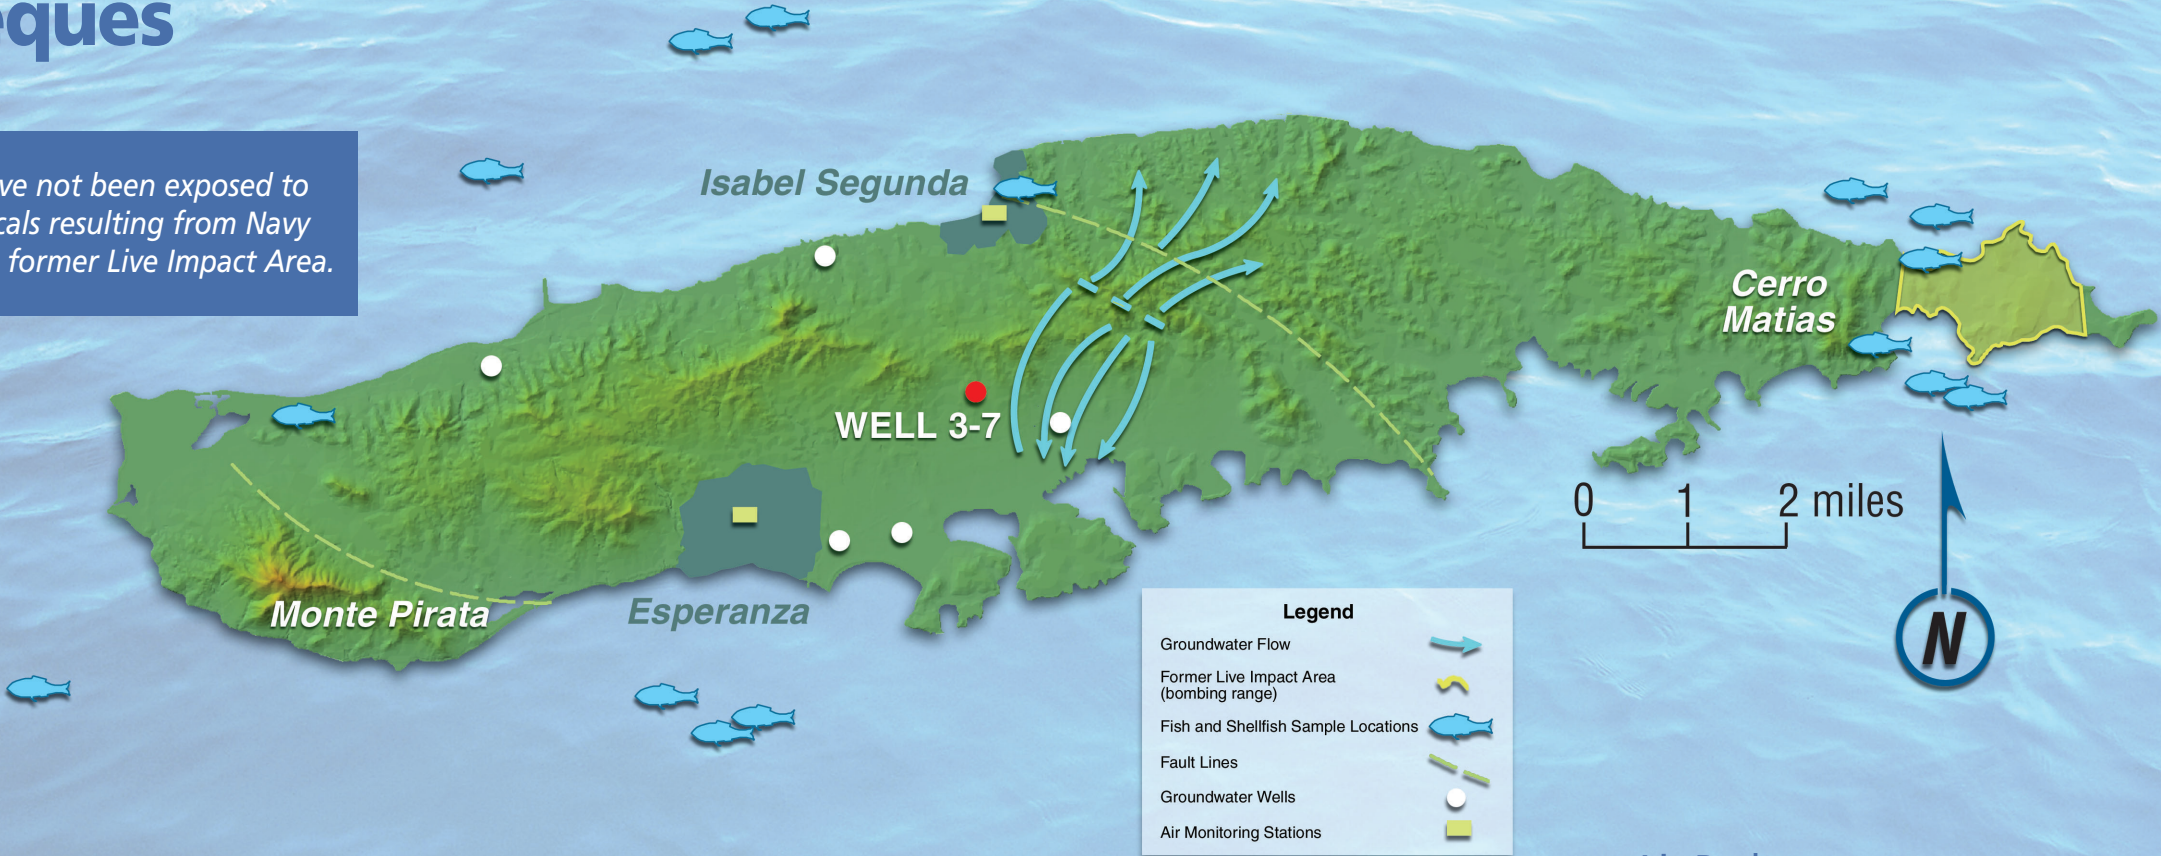 eques
ve not been exposed to
cals resulting from Navy
former Live Impact Area.
Isabel Segunda
Cerro
Matias
WELL 3-7
Monte Pirata
Esperanza
0 1 2 miles
N
Legend
Groundwater Flow
Former Live Impact Area
(bombing range)
Fish and Shellfish Sample Locations
Fault Lines
Groundwater Wells
Air Monitoring Stations